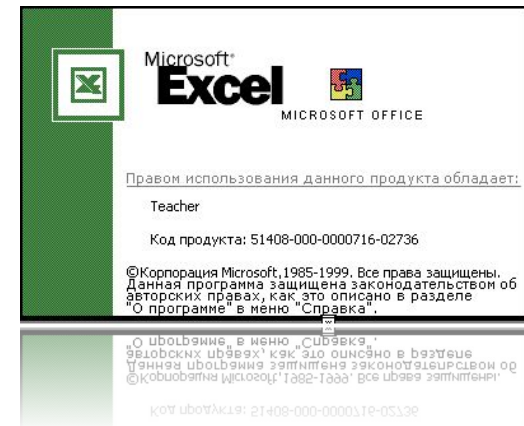 Microsoft®
Excel
MICROSOFT OFFICE
Правом использования данного продукта обладает:
Teacher
Код продукта: 51408-000-0000716-02736
©Корпорация Microsoft,1985-1999. Все права защищены.
Данная программа защищена законодательством об
авторских правах, как это описано в разделе
"О программе" в меню "Справка".